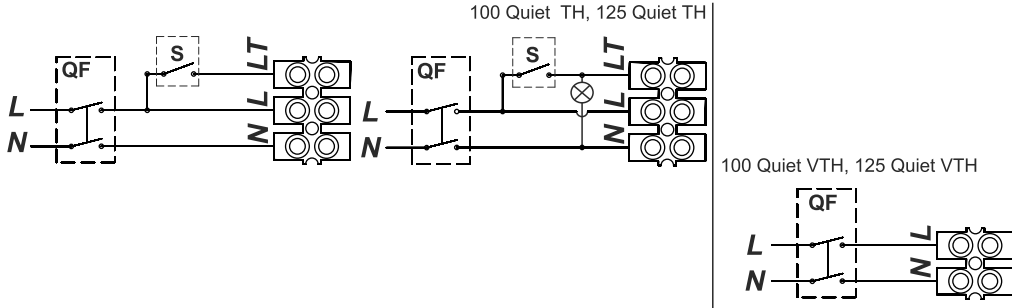 100 Quiet TH, 125 Quiet TH
QF
S
LT
L
L
N
N
QF
S
LT
L
L
N
N
100 Quiet VTH, 125 Quiet VTH
QF
L
L
N
N